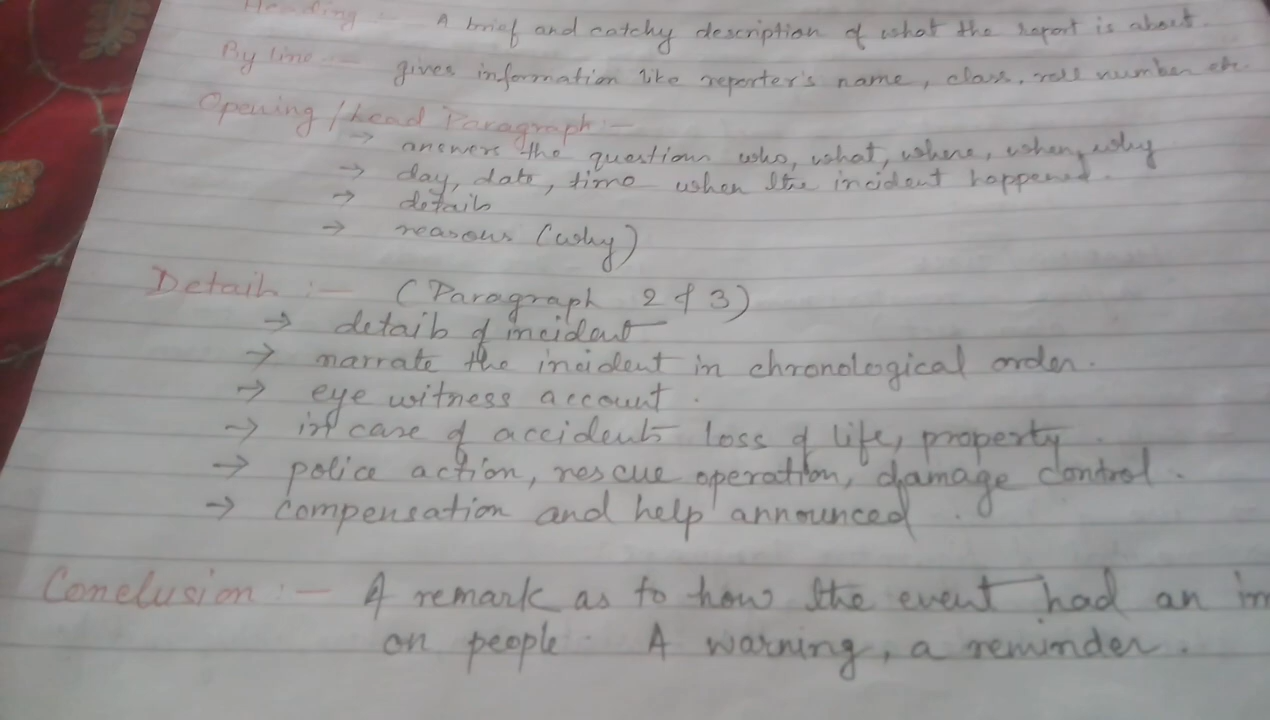 Heading :- A brief and catchy description of what the report is about.
By line :- gives information like reporter's name, class, roll number etc.
Opening / head Paragraph :-
→ answers the question who, what, where, when, why
→ day, date, time when the incident happened.
→ details
→ reasons (why)
Details :- (Paragraph 2 & 3)
→ details of incident
→ narrate the incident in chronological order.
→ eye witness account.
→ in case of accidents loss of life, property.
→ police action, rescue operation, damage control.
→ compensation and help announced.
Conclusion :- A remark as to how the event had an im
on people. A warning, a reminder.